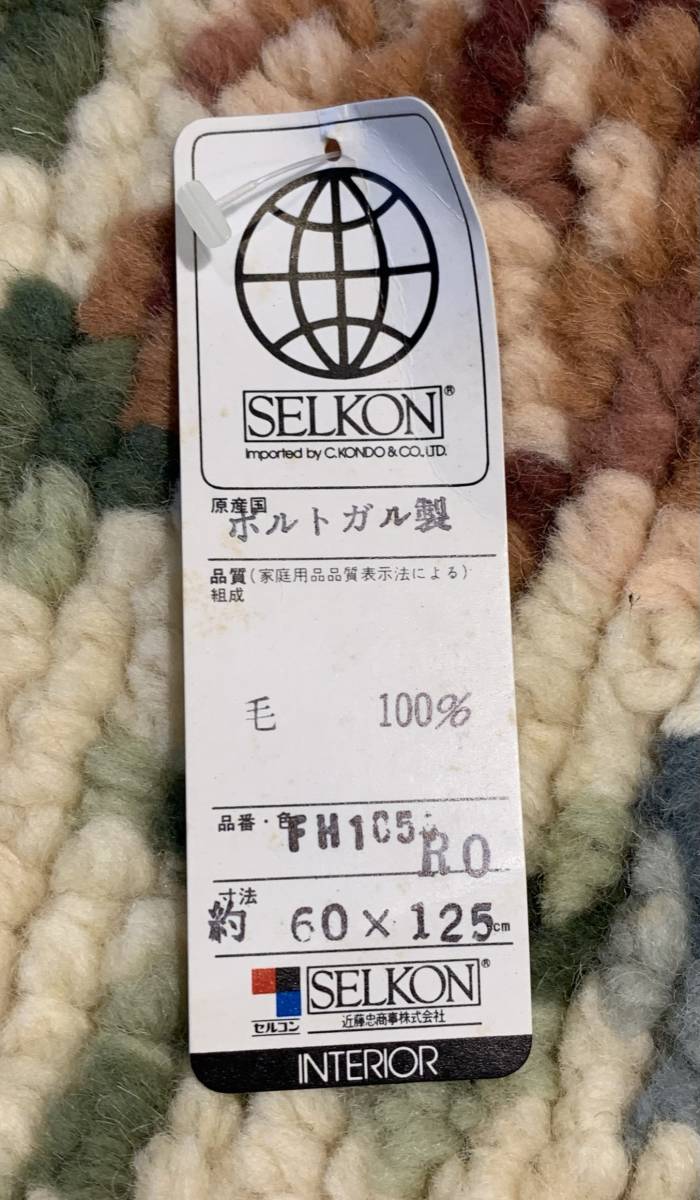 SELKON®
Imported by C.KONDO & CO., LTD.
原産国
ポルトガル製
品質(家庭用品品質表示法による)
組成
毛 100%
品番・色
FH105
RO
寸法
約 60×125cm
SELKON®
セルコン 近藤忠商事株式会社
INTERIOR